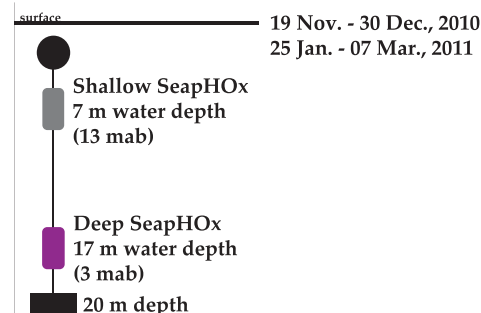 surface
19 Nov. - 30 Dec., 2010
25 Jan. - 07 Mar., 2011
Shallow SeapHOx
7 m water depth
(13 mab)
Deep SeapHOx
17 m water depth
(3 mab)
20 m depth